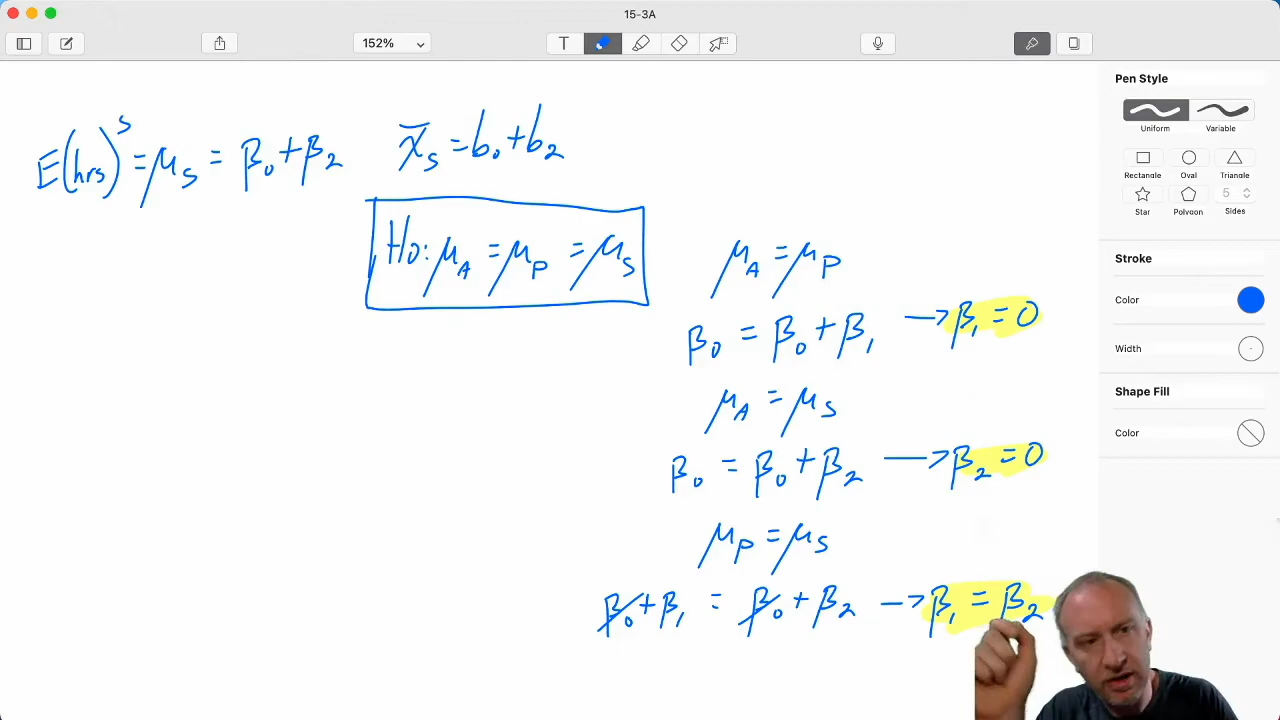 15-3A
152%
T
Pen Style
Uniform Variable
Rectangle Oval Triangle
Star Polygon 5 Sides
Stroke
Color
Width
Shape Fill
Color
E(hrs)^S = μ_S = β_0 + β_2
x̄_S = b_0 + b_2
H_0: μ_A = μ_P = μ_S
μ_A = μ_P
β_0 = β_0 + β_1 → β_1 = 0
μ_A = μ_S
β_0 = β_0 + β_2 → β_2 = 0
μ_P = μ_S
β_0 + β_1 = β_0 + β_2 → β_1 = β_2